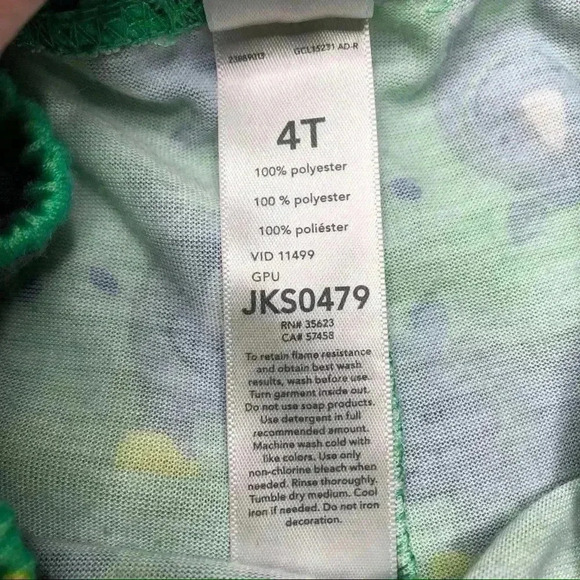 23889013 GCL15231 AD-R
4T
100% polyester
100 % polyester
100% poliéster
VID 11499
GPU
JKS0479
RN# 35623
CA# 57458
To retain flame resistance
and obtain best wash
results, wash before use.
Turn garment inside out.
Do not use soap products.
Use detergent in full
recommended amount.
Machine wash cold with
like colors. Use only
non-chlorine bleach when
needed. Rinse thoroughly.
Tumble dry medium. Cool
iron if needed. Do not iron
decoration.